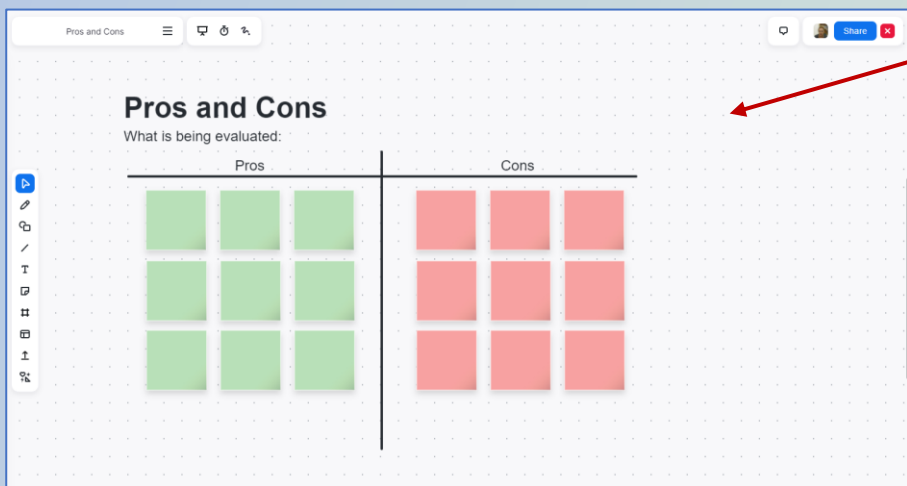 Pros and Cons
Share
Pros and Cons
What is being evaluated:
Pros
Cons
T